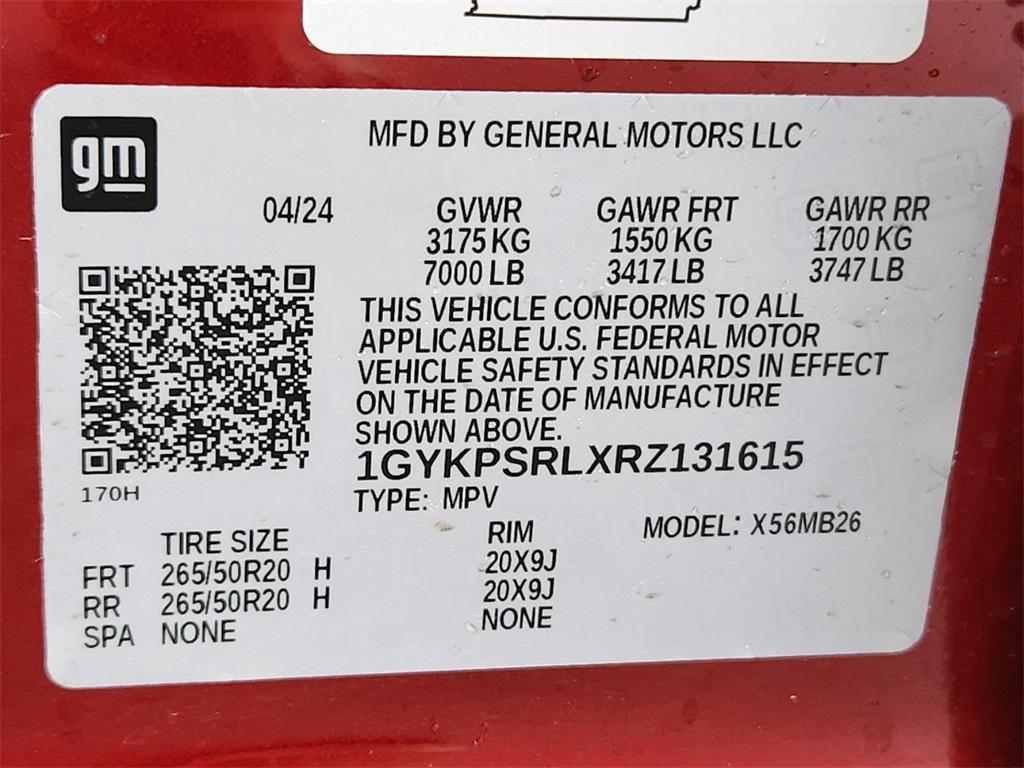 gm
MFD BY GENERAL MOTORS LLC
04/24
GVWR GAWR FRT GAWR RR
3175 KG 1550 KG 1700 KG
7000 LB 3417 LB 3747 LB
THIS VEHICLE CONFORMS TO ALL
APPLICABLE U.S. FEDERAL MOTOR
VEHICLE SAFETY STANDARDS IN EFFECT
ON THE DATE OF MANUFACTURE
SHOWN ABOVE.
1GYKPSRLXRZ131615
170H
TYPE: MPV
TIRE SIZE RIM MODEL: X56MB26
FRT 265/50R20 H 20X9J
RR 265/50R20 H 20X9J
SPA NONE NONE